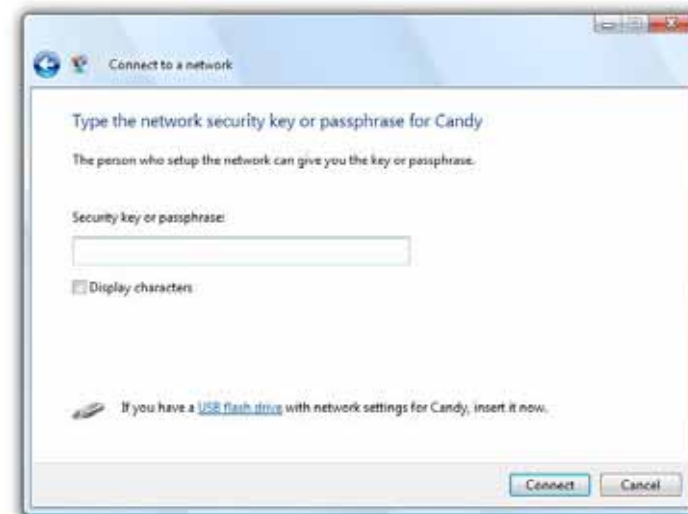 Connect to a network
Type the network security key or passphrase for Candy
The person who setup the network can give you the key or passphrase.
Security key or passphrase:
Display characters
If you have a USB flash drive with network settings for Candy, insert it now.
Connect Cancel